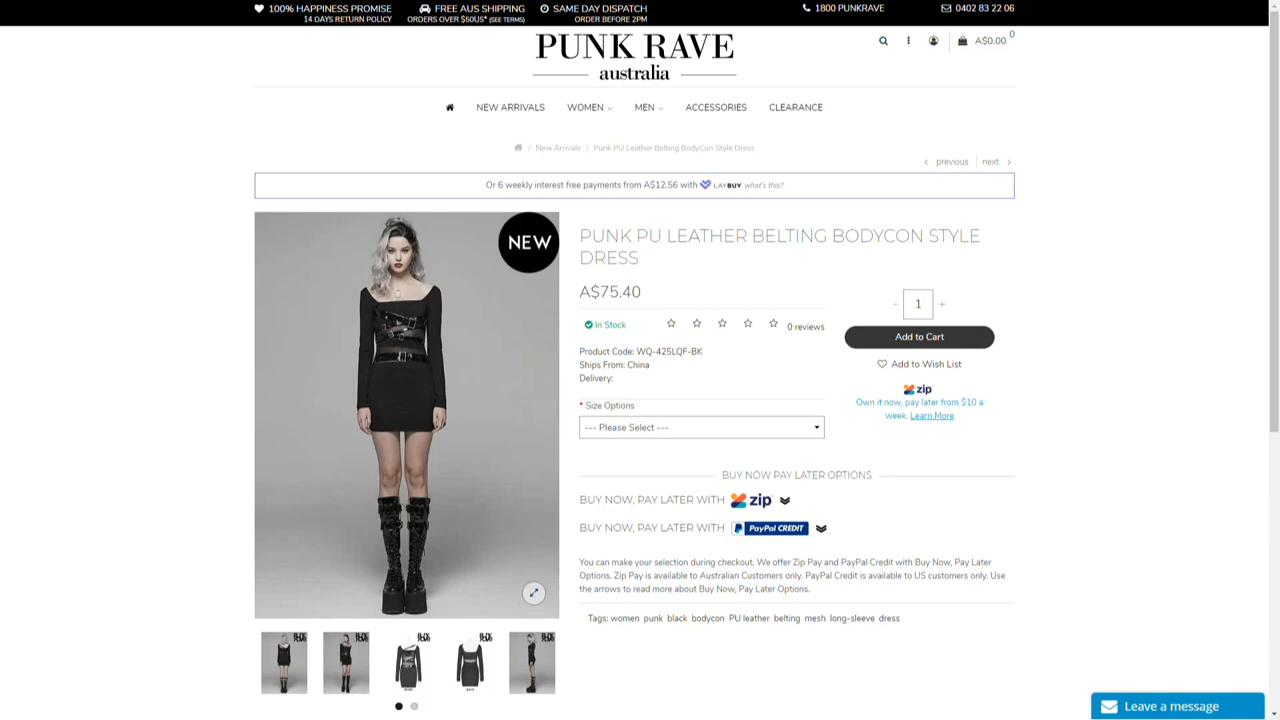 100% HAPPINESS PROMISE
14 DAYS RETURN POLICY
FREE AUS SHIPPING
ORDERS OVER $50US* (SEE TERMS)
SAME DAY DISPATCH
ORDER BEFORE 2PM
1800 PUNKRAVE
0402 83 22 06
PUNK RAVE
australia
A$0.00 0
NEW ARRIVALS WOMEN MEN ACCESSORIES CLEARANCE
/ New Arrivals / Punk PU Leather Belting BodyCon Style Dress
previous next
Or 6 weekly interest free payments from A$12.56 with LAYBUY what's this?
NEW
PUNK PU LEATHER BELTING BODYCON STYLE
DRESS
A$75.40
In Stock
0 reviews
Product Code: WQ-425LQF-BK
Ships From: China
Delivery:
* Size Options
--- Please Select ---
- 1 +
Add to Cart
Add to Wish List
zip
Own it now, pay later from $10 a
week. Learn More
BUY NOW PAY LATER OPTIONS
BUY NOW, PAY LATER WITH zip
BUY NOW, PAY LATER WITH PayPal CREDIT
You can make your selection during checkout. We offer Zip Pay and PayPal Credit with Buy Now, Pay Later
Options. Zip Pay is available to Australian Customers only. PayPal Credit is available to US customers only. Use
the arrows to read more about Buy Now, Pay Later Options.
Tags: women punk black bodycon PU leather belting mesh long-sleeve dress
Leave a message